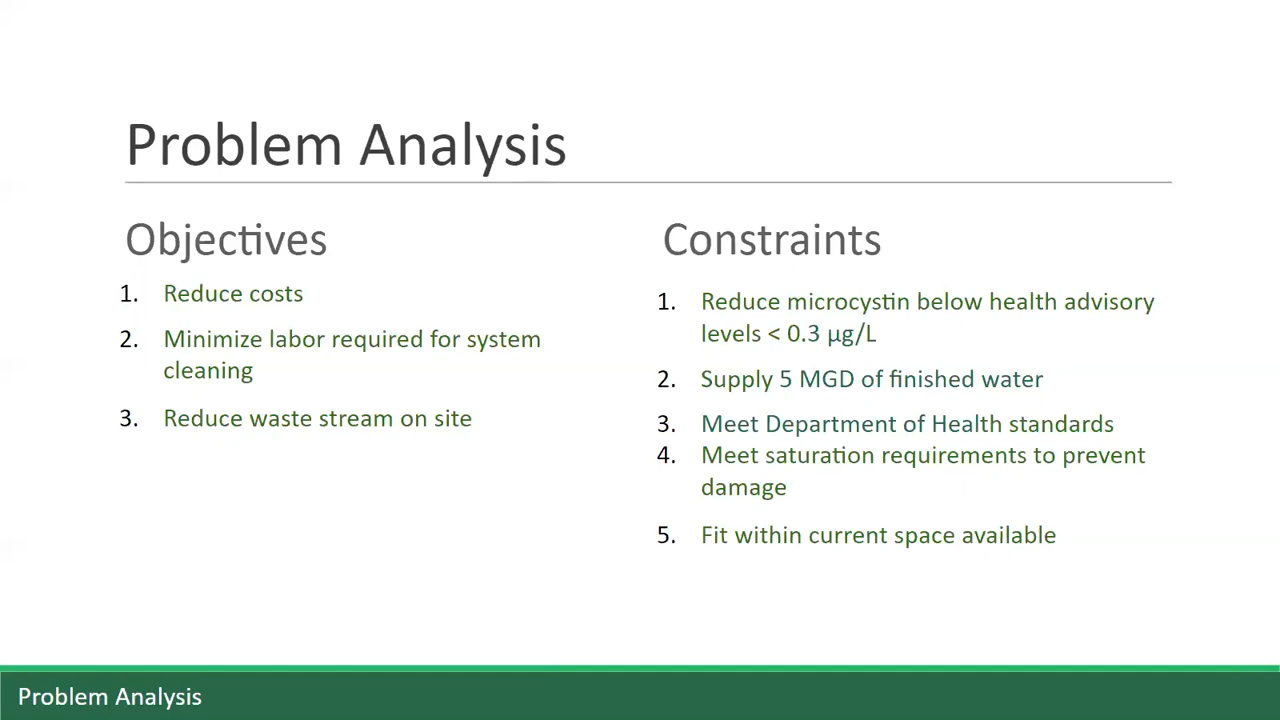 Problem Analysis
Objectives
1. Reduce costs
2. Minimize labor required for system
cleaning
3. Reduce waste stream on site
Constraints
1. Reduce microcystin below health advisory
levels < 0.3 µg/L
2. Supply 5 MGD of finished water
3. Meet Department of Health standards
4. Meet saturation requirements to prevent
damage
5. Fit within current space available
Problem Analysis